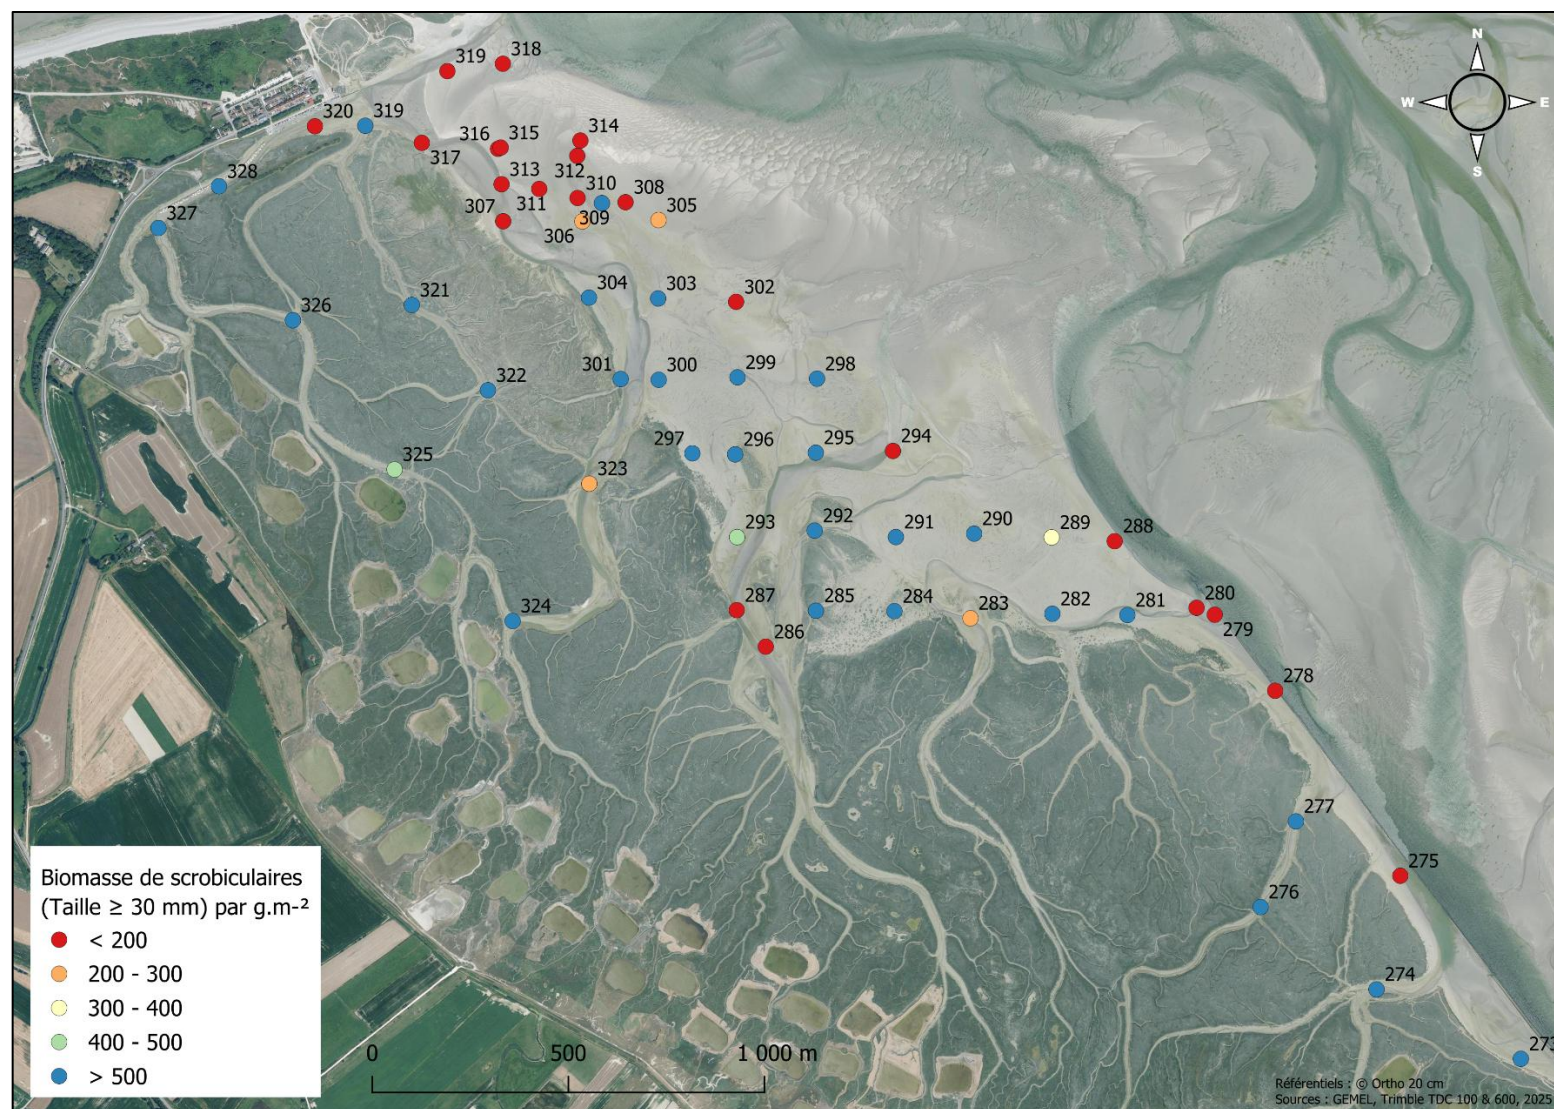 N
W E
S
319 318
320 319
317 316 315 314
313 312
328
311 310 308
307 309 305
306
327
304 303 302
321
326
301 300 299 298
322
297 296 295 294
325
323
293 292 291 290 289 288
287 285 284 283 282 281 280
279
324
286
278
277
275
276
274
273
Biomasse de scrobiculaires
(Taille ≥ 30 mm) par g.m-²
< 200
200 - 300
300 - 400
400 - 500
> 500
0 500 1 000 m
Référentiels : © Ortho 20 cm
Sources : GEMEL, Trimble TDC 100 & 600, 2025